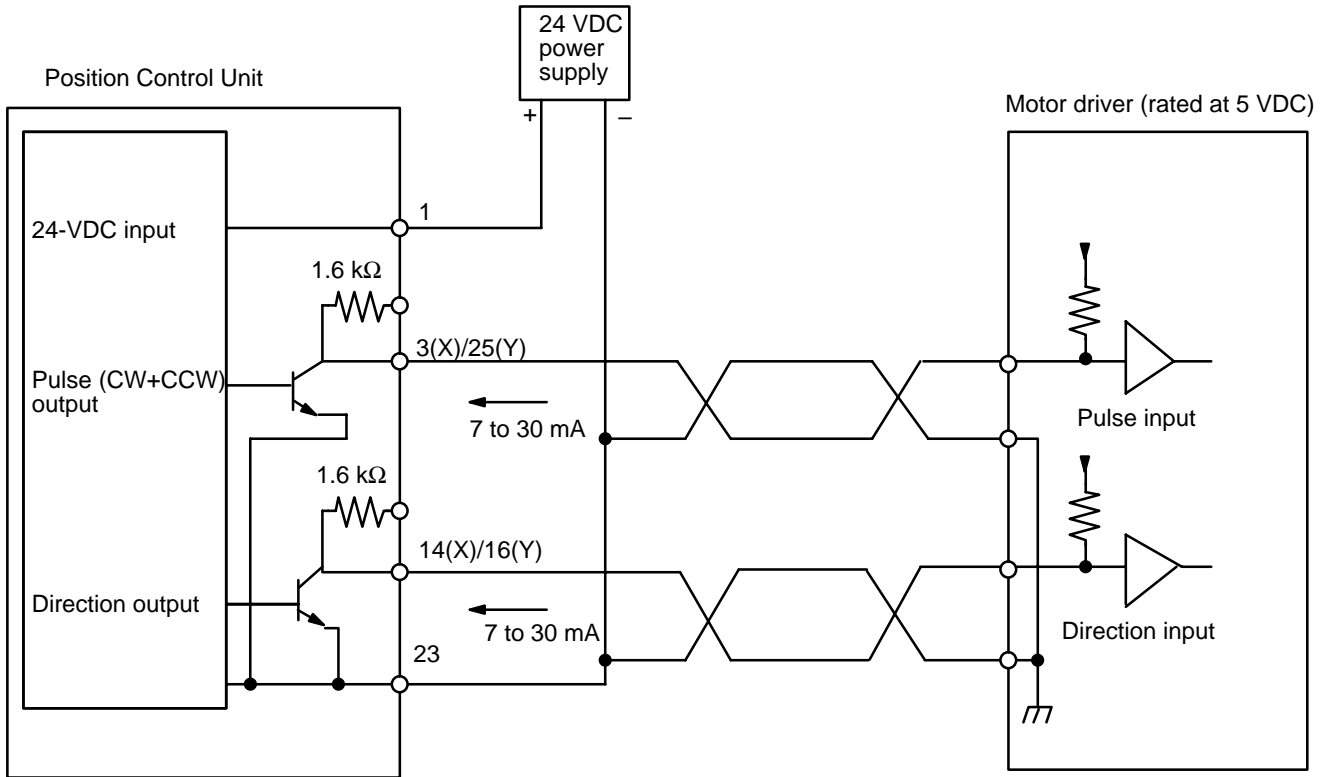 24 VDC
power
supply
Position Control Unit
Motor driver (rated at 5 VDC)
+
–
1
24-VDC input
1.6 kΩ
3(X)/25(Y)
Pulse (CW+CCW)
output
7 to 30 mA
Pulse input
1.6 kΩ
14(X)/16(Y)
Direction output
7 to 30 mA
Direction input
23